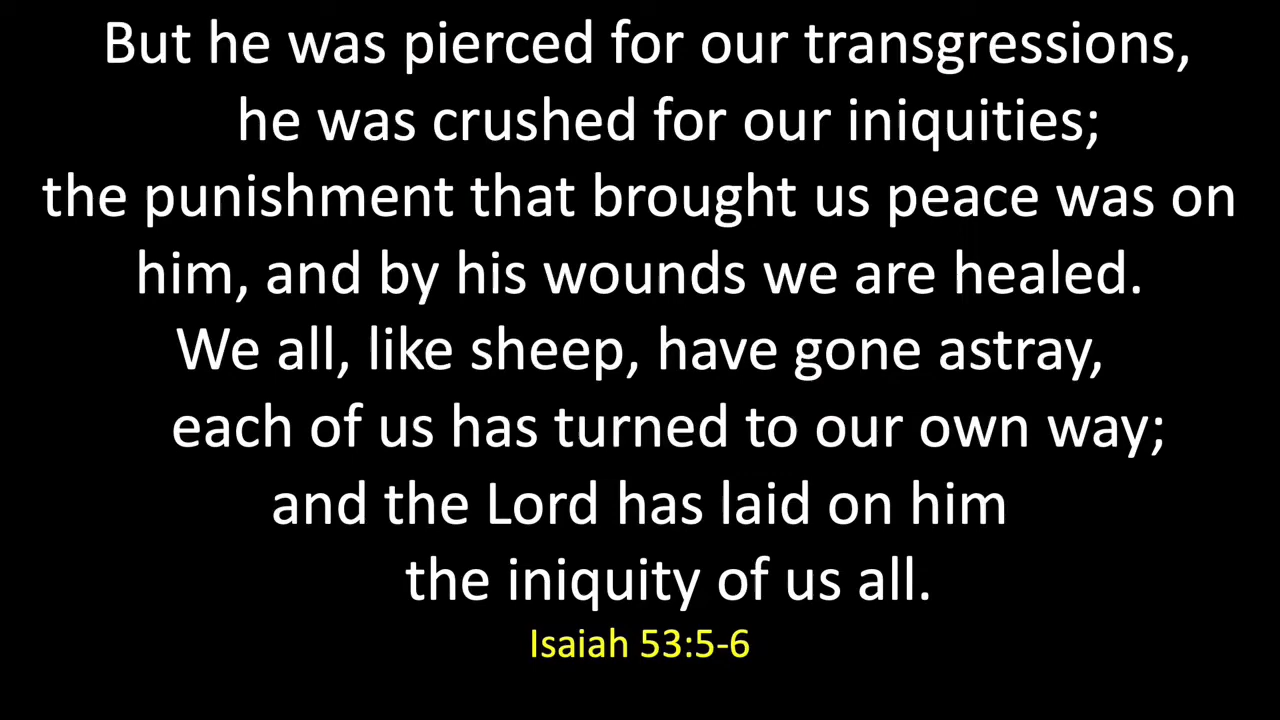 But he was pierced for our transgressions,
he was crushed for our iniquities;
the punishment that brought us peace was on
him, and by his wounds we are healed.
We all, like sheep, have gone astray,
each of us has turned to our own way;
and the Lord has laid on him
the iniquity of us all.
Isaiah 53:5-6